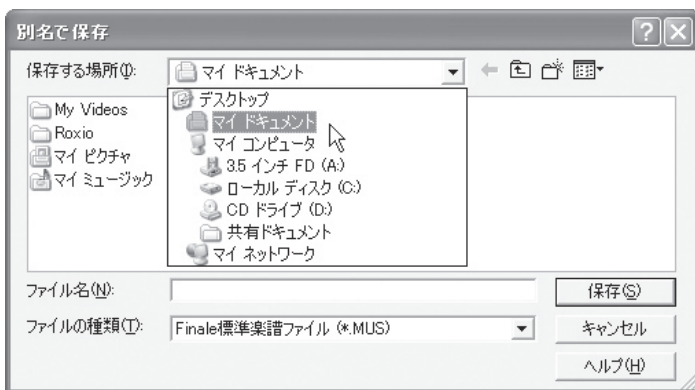 別名で保存
保存する場所(I):
マイ ドキュメント
デスクトップ
マイ ドキュメント
マイ コンピュータ
3.5 インチ FD (A:)
ローカル ディスク (C:)
CD ドライブ (D:)
共有ドキュメント
マイ ネットワーク
My Videos
Roxio
マイ ピクチャ
マイ ミュージック
ファイル名(N):
保存(S)
ファイルの種類(T):
Finale標準楽譜ファイル (*.MUS)
キャンセル
ヘルプ(H)